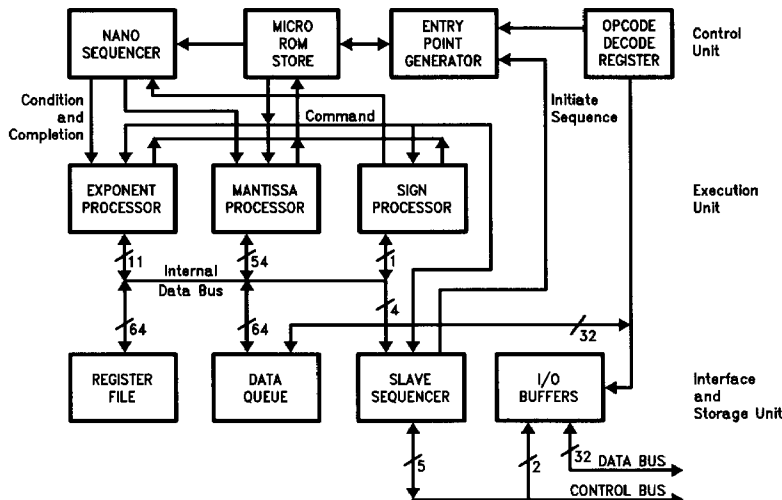 NANO
SEQUENCER
MICRO
ROM
STORE
ENTRY
POINT
GENERATOR
OPCODE
DECODE
REGISTER
Control
Unit
Condition
and
Completion
Command
Initiate
Sequence
EXPONENT
PROCESSOR
MANTISSA
PROCESSOR
SIGN
PROCESSOR
Execution
Unit
11
54
1
Internal
Data Bus
4
64
64
32
REGISTER
FILE
DATA
QUEUE
SLAVE
SEQUENCER
I/O
BUFFERS
Interface
and
Storage Unit
5
2
32
DATA BUS
CONTROL BUS